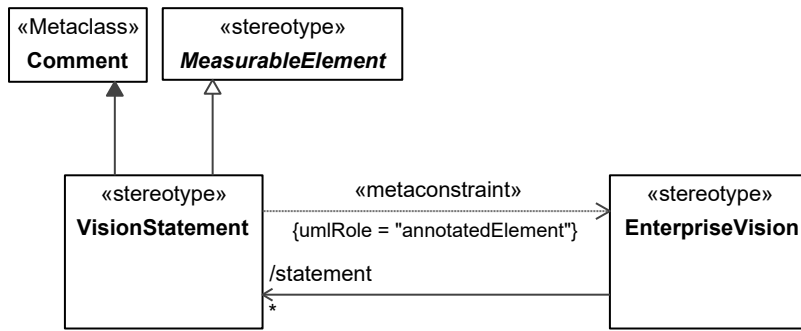 «Metaclass»
Comment
«stereotype»
MeasurableElement
«stereotype»
VisionStatement
«metaconstraint»
{umlRole = "annotatedElement"}
«stereotype»
EnterpriseVision
/statement
*